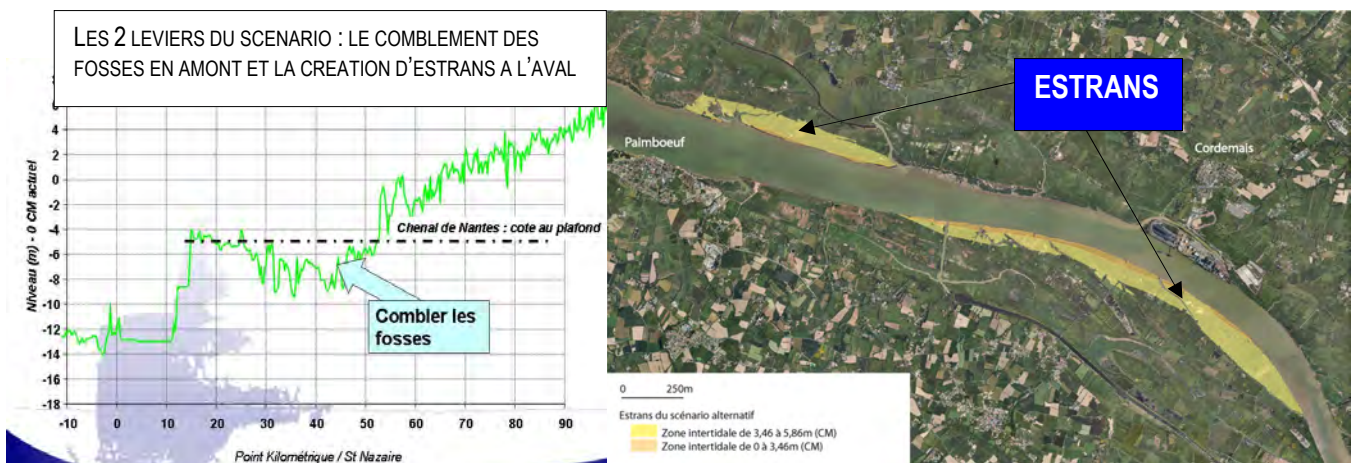 LES 2 LEVIERS DU SCENARIO : LE COMBLEMENT DES
FOSSES EN AMONT ET LA CREATION D'ESTRANS A L'AVAL
4
2
0
-2
-4
-6
-8
-10
-12
-14
-16
-18
Niveau (m) - 0 CM actuel
Chenal de Nantes : cote au plafond
Combler les
fosses
-10 0 10 20 30 40 50 60 70 80 90
Point Kilométrique / St Nazaire
ESTRANS
Paimboeuf
Cordemais
0 250m
Estrans du scénario alternatif
Zone intertidale de 3,46 à 5,86m (CM)
Zone intertidale de 0 à 3,46m (CM)